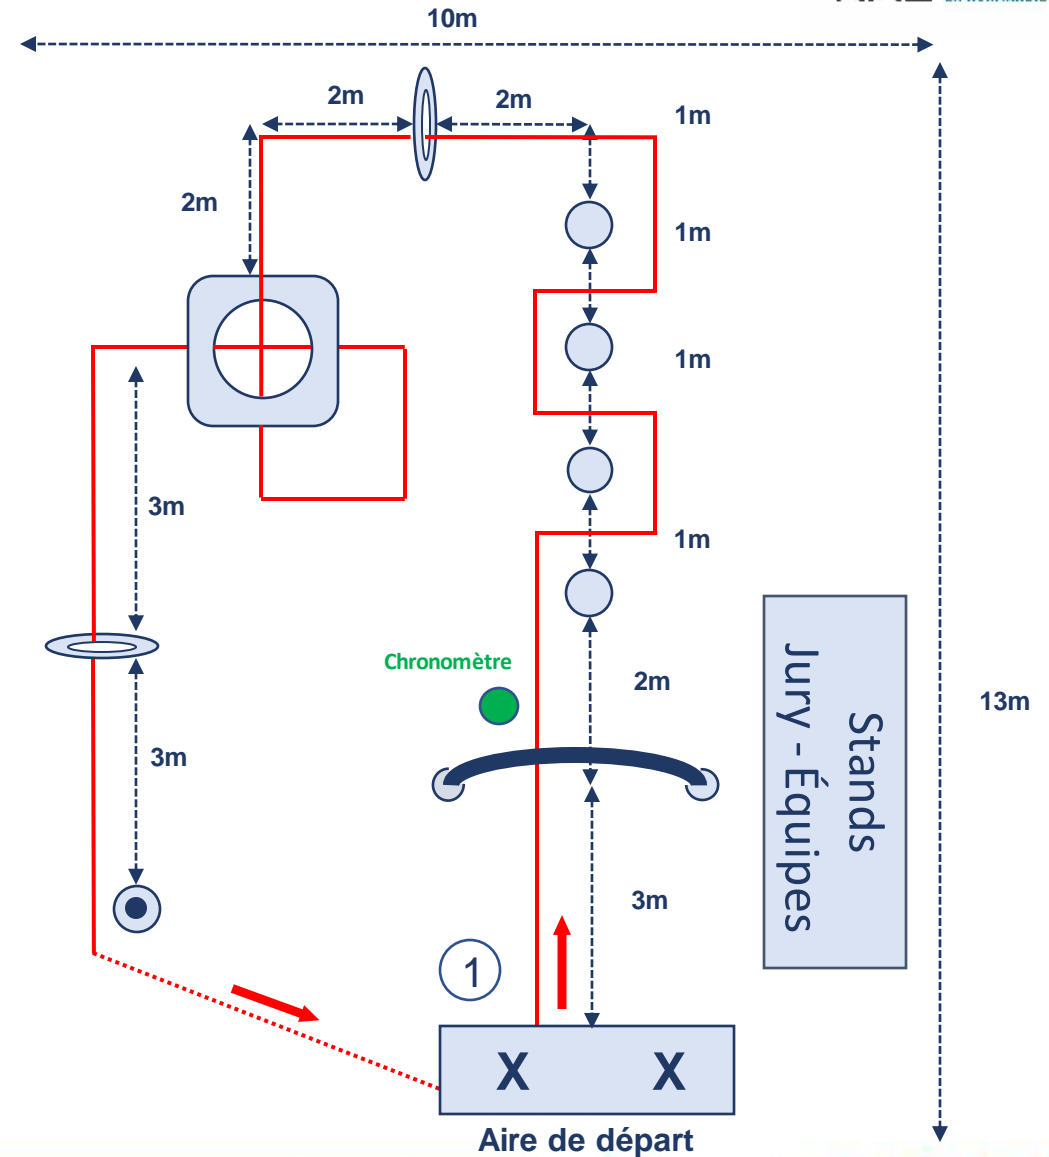 10m
2m
2m
1m
2m
1m
1m
3m
1m
Chronomètre
2m
Stands
Jury - Équipes
13m
3m
3m
1
X X
Aire de départ